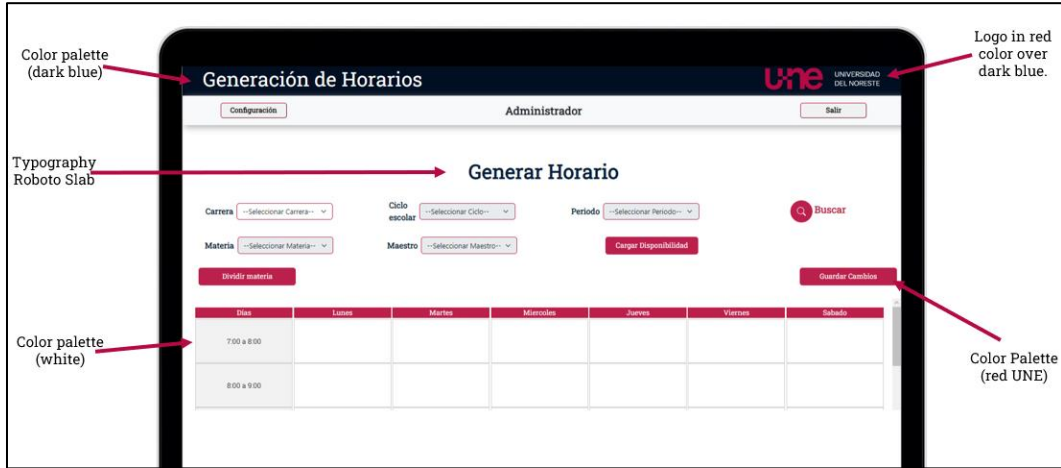 Color palette
(dark blue)
Logo in red
color over
dark blue.
Generación de Horarios
une UNIVERSIDAD
DEL NORESTE
Configuración Administrador Salir
Typography
Roboto Slab
Generar Horario
Carrera --Seleccionar Carrera-- Ciclo
escolar --Seleccionar Ciclo-- Periodo --Seleccionar Periodo-- Buscar
Materia --Seleccionar Materia-- Maestro --Seleccionar Maestro-- Cargar Disponibilidad
Dividir materia Guardar Cambios
Días Lunes Martes Miercoles Jueves Viernes Sabado
7:00 a 8:00
8:00 a 9:00
Color palette
(white)
Color Palette
(red UNE)